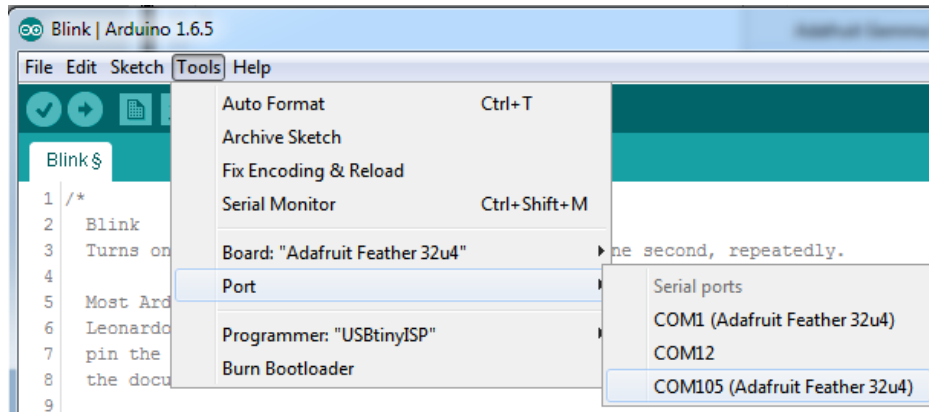 Blink | Arduino 1.6.5
File Edit Sketch Tools Help
Blink §
Auto Format Ctrl+T
Archive Sketch
Fix Encoding & Reload
Serial Monitor Ctrl+Shift+M
Board: "Adafruit Feather 32u4"
Port
Programmer: "USBtinyISP"
Burn Bootloader
Serial ports
COM1 (Adafruit Feather 32u4)
COM12
COM105 (Adafruit Feather 32u4)
1 /*
2 Blink
3 Turns on ne second, repeatedly.
4
5 Most Ard
6 Leonardo
7 pin the
8 the docu
9